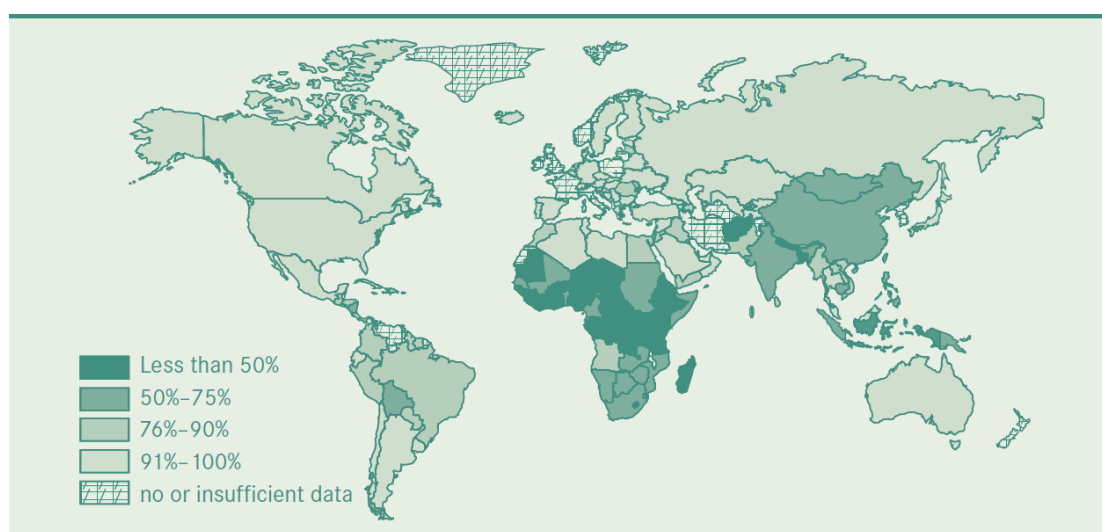 Less than 50%
50%–75%
76%–90%
91%–100%
no or insufficient data